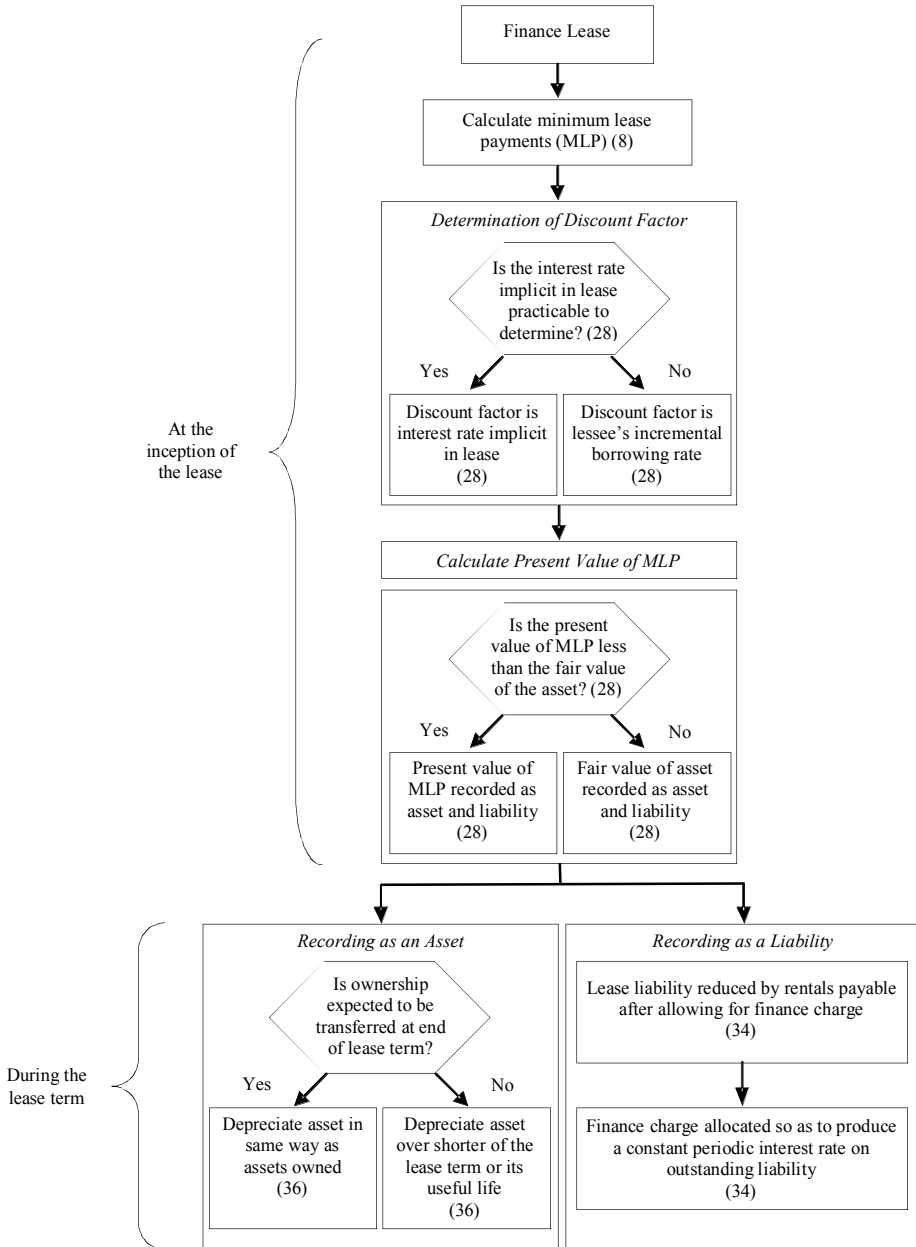 Finance Lease
Calculate minimum lease
payments (MLP) (8)
Determination of Discount Factor
Is the interest rate
implicit in lease
practicable to
determine? (28)
Yes
No
Discount factor is
interest rate implicit
in lease
(28)
Discount factor is
lessee's incremental
borrowing rate
(28)
At the
inception of
the lease
Calculate Present Value of MLP
Is the present
value of MLP less
than the fair value
of the asset? (28)
Yes
No
Present value of
MLP recorded as
asset and liability
(28)
Fair value of asset
recorded as asset
and liability
(28)
During the
lease term
Recording as an Asset
Is ownership
expected to be
transferred at end
of lease term?
Yes
No
Depreciate asset in
same way as
assets owned
(36)
Depreciate asset
over shorter of the
lease term or its
useful life
(36)
Recording as a Liability
Lease liability reduced by rentals payable
after allowing for finance charge
(34)
Finance charge allocated so as to produce
a constant periodic interest rate on
outstanding liability
(34)